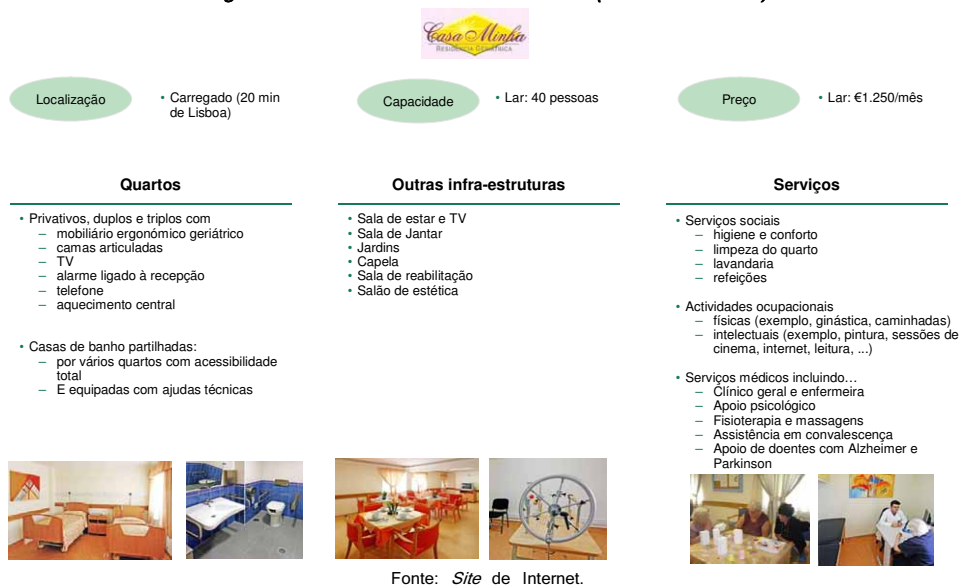 Casa Minha
RESIDÊNCIA GERIÁTRICA
Localização
• Carregado (20 min
de Lisboa)
Capacidade
• Lar: 40 pessoas
Preço
• Lar: €1.250/mês
Quartos
• Privativos, duplos e triplos com
– mobiliário ergonómico geriátrico
– camas articuladas
– TV
– alarme ligado à recepção
– telefone
– aquecimento central
• Casas de banho partilhadas:
– por vários quartos com acessibilidade
total
– E equipadas com ajudas técnicas
Outras infra-estruturas
• Sala de estar e TV
• Sala de Jantar
• Jardins
• Capela
• Sala de reabilitação
• Salão de estética
Serviços
• Serviços sociais
– higiene e conforto
– limpeza do quarto
– lavandaria
– refeições
• Actividades ocupacionais
– físicas (exemplo, ginástica, caminhadas)
– intelectuais (exemplo, pintura, sessões de
cinema, internet, leitura, ...)
• Serviços médicos incluindo…
– Clínico geral e enfermeira
– Apoio psicológico
– Fisioterapia e massagens
– Assistência em convalescença
– Apoio de doentes com Alzheimer e
Parkinson
Fonte: Site de Internet.